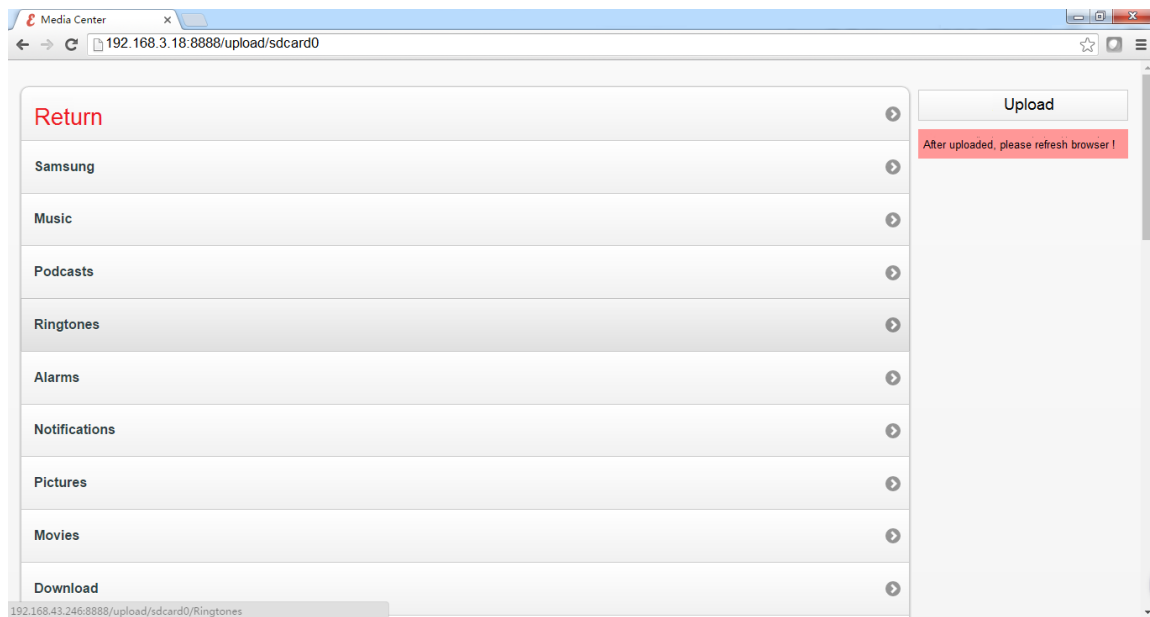 Media Center
192.168.3.18:8888/upload/sdcard0
Return
Upload
After uploaded, please refresh browser !
Samsung
Music
Podcasts
Ringtones
Alarms
Notifications
Pictures
Movies
Download
192.168.43.246:8888/upload/sdcard0/Ringtones